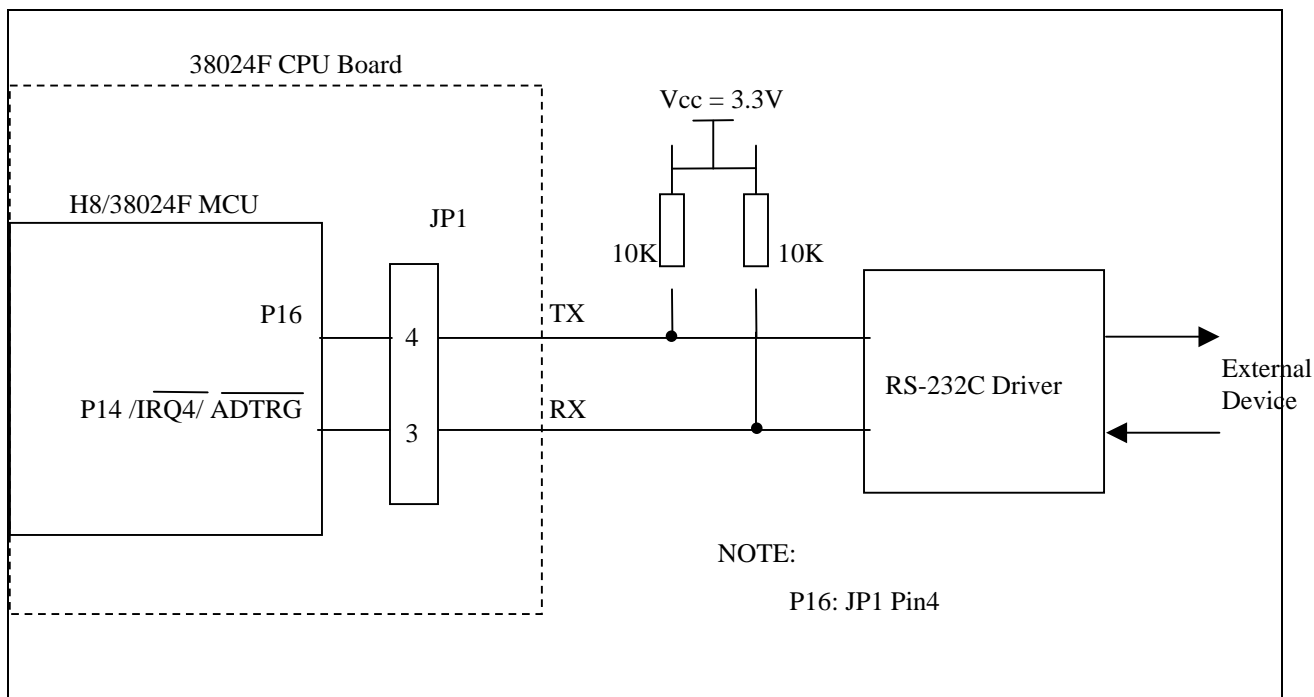 38024F CPU Board
Vcc = 3.3V
H8/38024F MCU
JP1
10K
10K
P16
4
TX
P14 /IRQ4/ ADTRG
3
RX
RS-232C Driver
External
Device
NOTE:
P16: JP1 Pin4